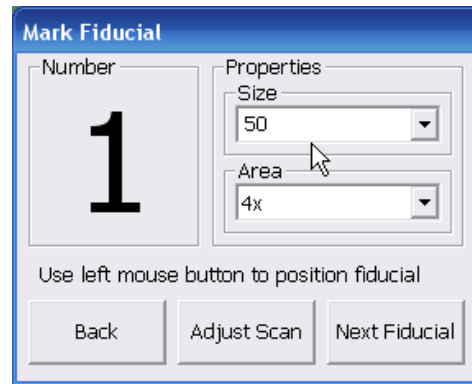 Mark Fiducial
Number
Properties
Size
1
50
Area
4x
Use left mouse button to position fiducial
Back
Adjust Scan
Next Fiducial